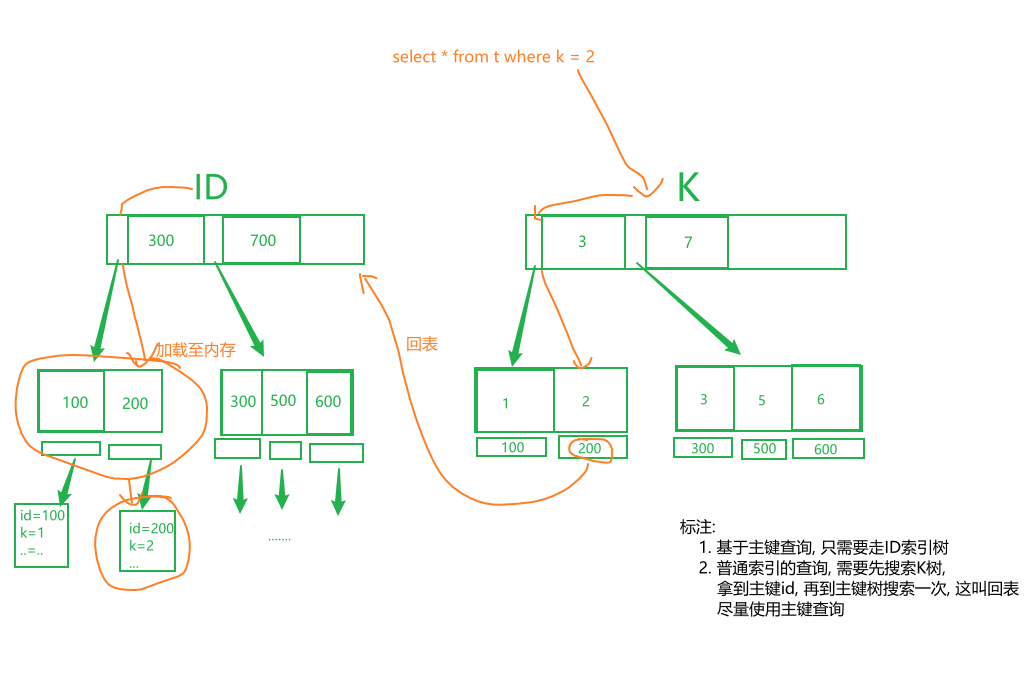 select * from t where k = 2
ID
K
300 700
3 7
加载至内存
回表
100 200
300 500 600
1 2
3 5 6
100 200
300 500 600
id=100
k=1
..=..
id=200
k=2
...
.......
标注:
1. 基于主键查询, 只需要走ID索引树
2. 普通索引的查询, 需要先搜索K树,
拿到主键id, 再到主键树搜索一次, 这叫回表
尽量使用主键查询